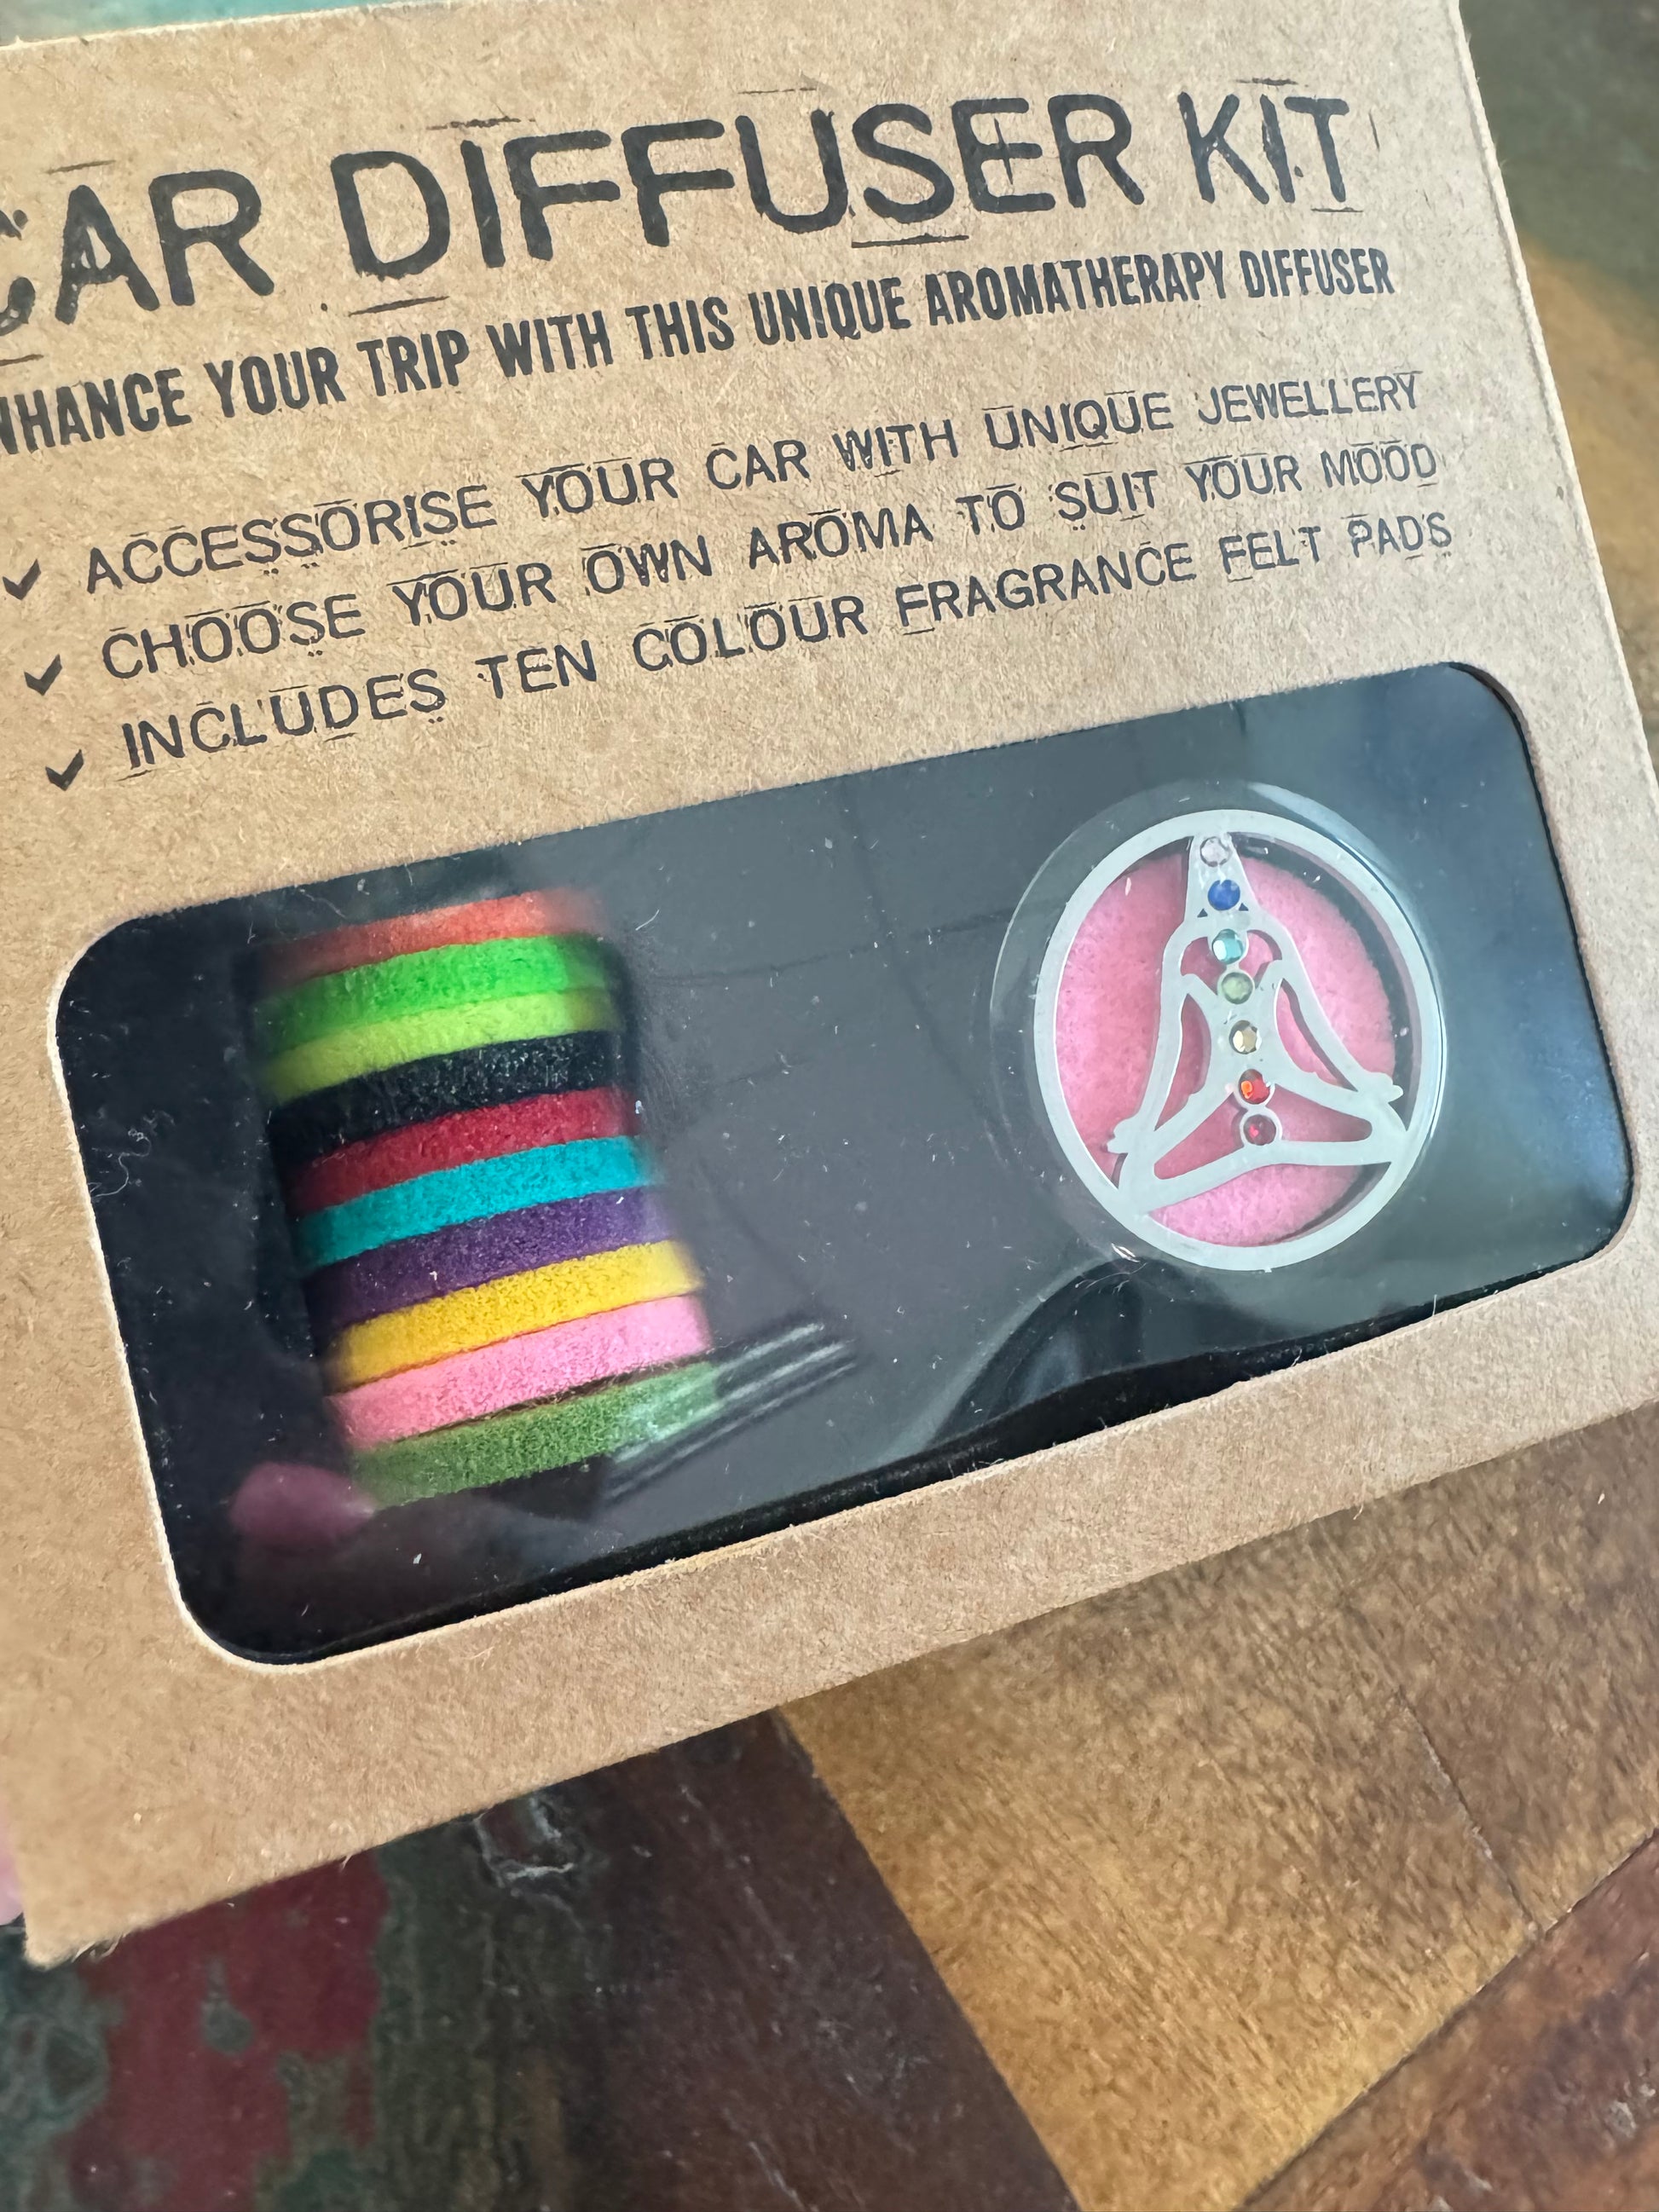 CAR DIFFUSER KIT
NHANCE YOUR TRIP WITH THIS UNIQUE AROMATHERAPY DIFFUSER
✓ ACCESSORISE YOUR CAR WITH UNIQUE JEWELLERY
✓ CHOOSE YOUR OWN AROMA TO SUIT YOUR MOOD
✓ INCLUDES TEN COLOUR FRAGRANCE FELT PADS